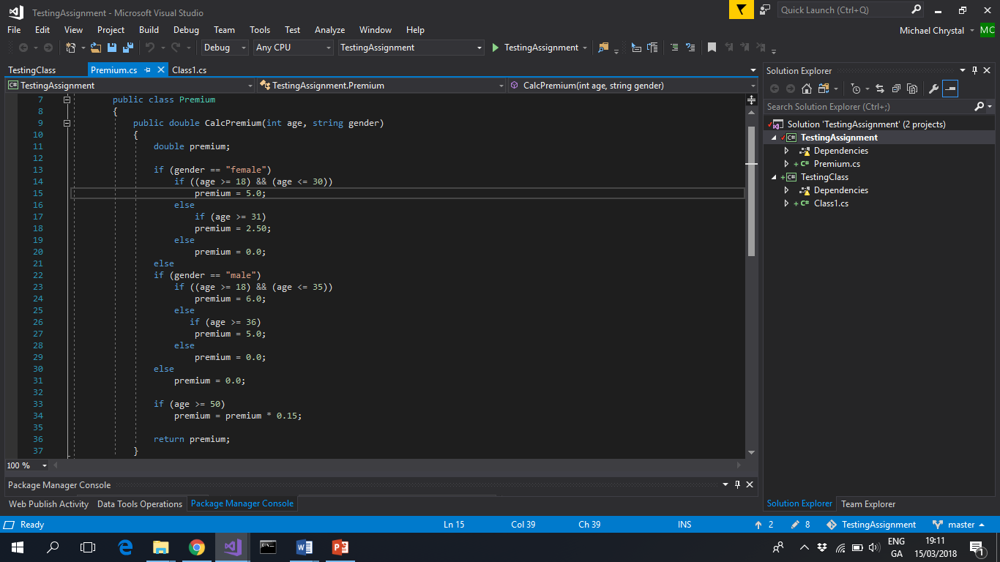 TestingAssignment - Microsoft Visual Studio
Quick Launch (Ctrl+Q)
File Edit View Project Build Debug Team Tools Test Analyze Window Help
Michael Chrystal MC
Debug Any CPU TestingAssignment TestingAssignment
TestingClass Premium.cs Class1.cs
TestingAssignment TestingAssignment.Premium CalcPremium(int age, string gender)
7 public class Premium
8 {
9 public double CalcPremium(int age, string gender)
10 {
11 double premium;
12
13 if (gender == "female")
14 if ((age >= 18) && (age <= 30))
15 premium = 5.0;
16 else
17 if (age >= 31)
18 premium = 2.50;
19 else
20 premium = 0.0;
21 else
22 if (gender == "male")
23 if ((age >= 18) && (age <= 35))
24 premium = 6.0;
25 else
26 if (age >= 36)
27 premium = 5.0;
28 else
29 premium = 0.0;
30 else
31 premium = 0.0;
32
33 if (age >= 50)
34 premium = premium * 0.15;
35
36 return premium;
37 }
100 %
Solution Explorer
Search Solution Explorer (Ctrl+;)
Solution 'TestingAssignment' (2 projects)
C# TestingAssignment
Dependencies
+ C# Premium.cs
+ C# TestingClass
Dependencies
+ C# Class1.cs
Package Manager Console
Web Publish Activity Data Tools Operations Package Manager Console
Solution Explorer Team Explorer
Ready Ln 15 Col 39 Ch 39 INS 2 8 TestingAssignment master
ENG
GA
19:11
15/03/2018
1